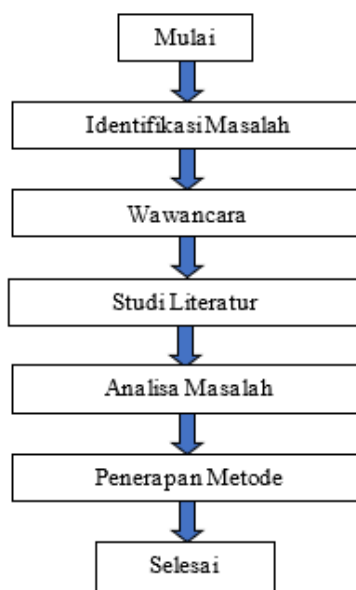 Mulai
Identifikasi Masalah
Wawancara
Studi Literatur
Analisa Masalah
Penerapan Metode
Selesai